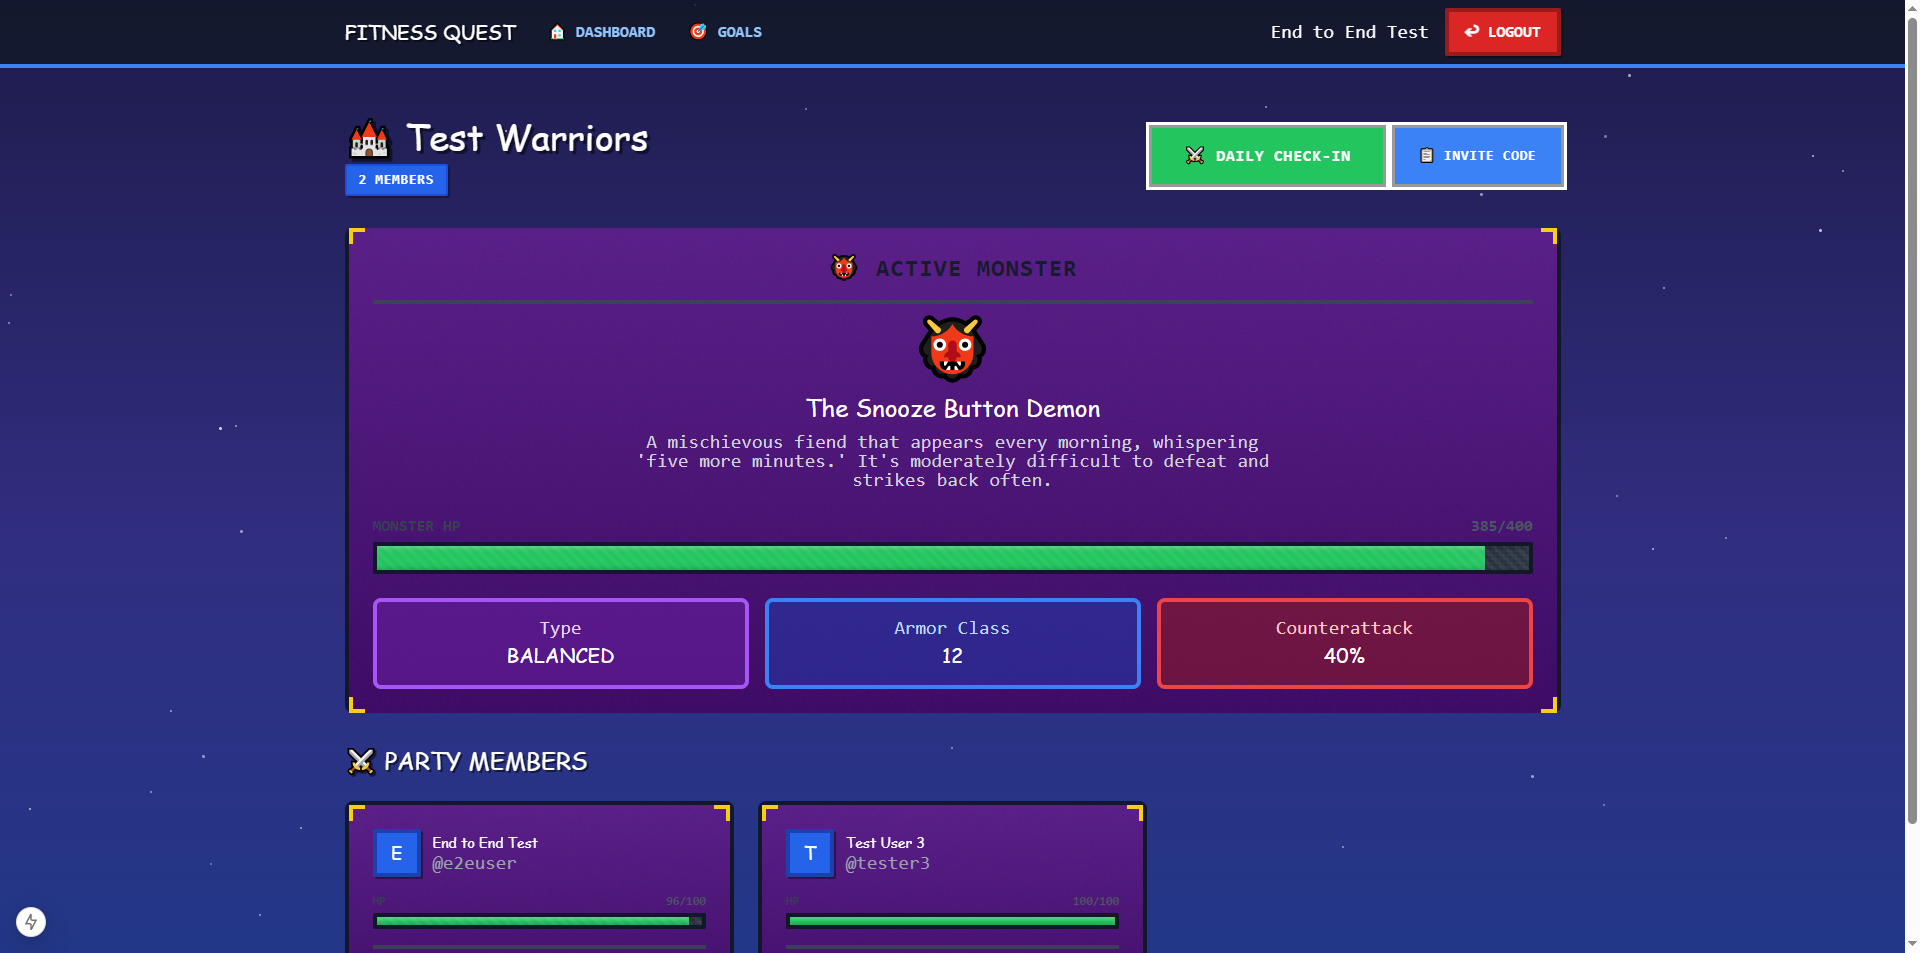 FITNESS QUEST
DASHBOARD
GOALS
End to End Test
LOGOUT
Test Warriors
2 MEMBERS
DAILY CHECK-IN
INVITE CODE
ACTIVE MONSTER
The Snooze Button Demon
A mischievous fiend that appears every morning, whispering
'five more minutes.' It's moderately difficult to defeat and
strikes back often.
MONSTER HP
385/400
Type
BALANCED
Armor Class
12
Counterattack
40%
PARTY MEMBERS
E
End to End Test
@e2euser
HP
96/100
T
Test User 3
@tester3
HP
100/100